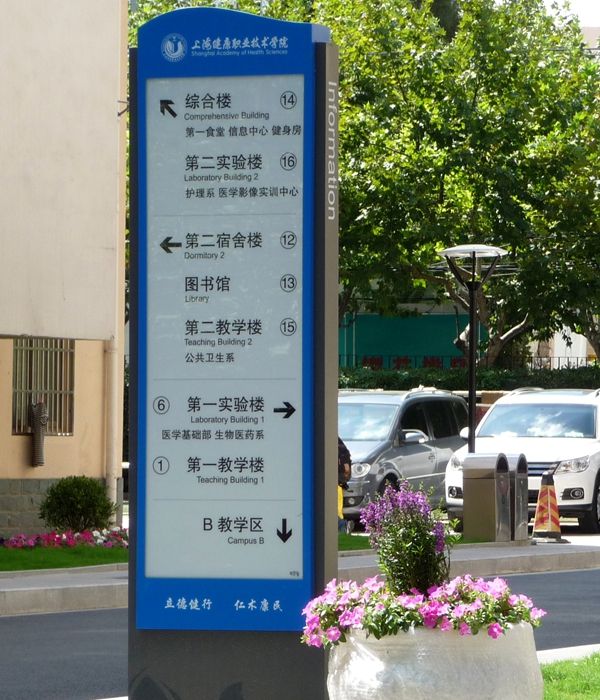 上海健康职业技术学院
Shanghai Academy of Health Sciences
Information
综合楼 ⑭
Comprehensive Building
第一食堂 信息中心 健身房
第二实验楼 ⑯
Laboratory Building 2
护理系 医学影像实训中心
第二宿舍楼 ⑫
Dormitory 2
图书馆 ⑬
Library
第二教学楼 ⑮
Teaching Building 2
公共卫生系
⑥ 第一实验楼
Laboratory Building 1
医学基础部 生物医药系
① 第一教学楼
Teaching Building 1
B 教学区
Campus B
立德健行 仁术康民